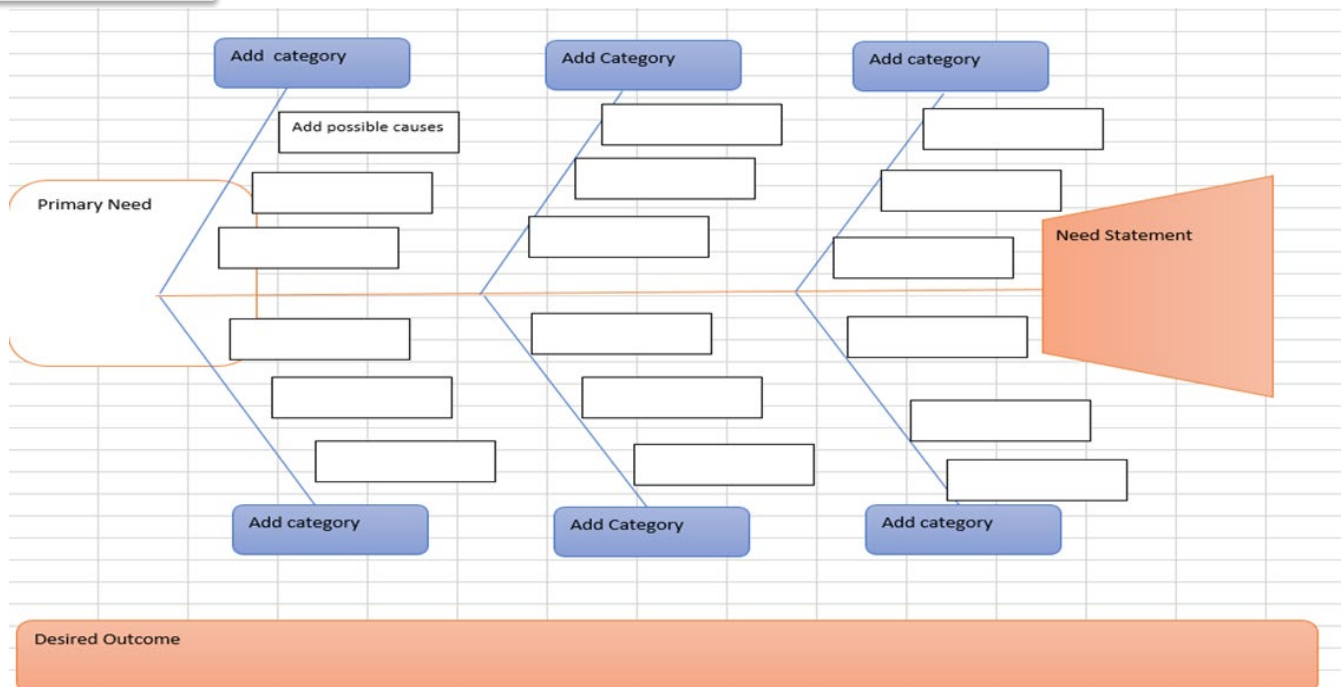 Add category
Add Category
Add category
Add possible causes
Primary Need
Need Statement
Add category
Add Category
Add category
Desired Outcome